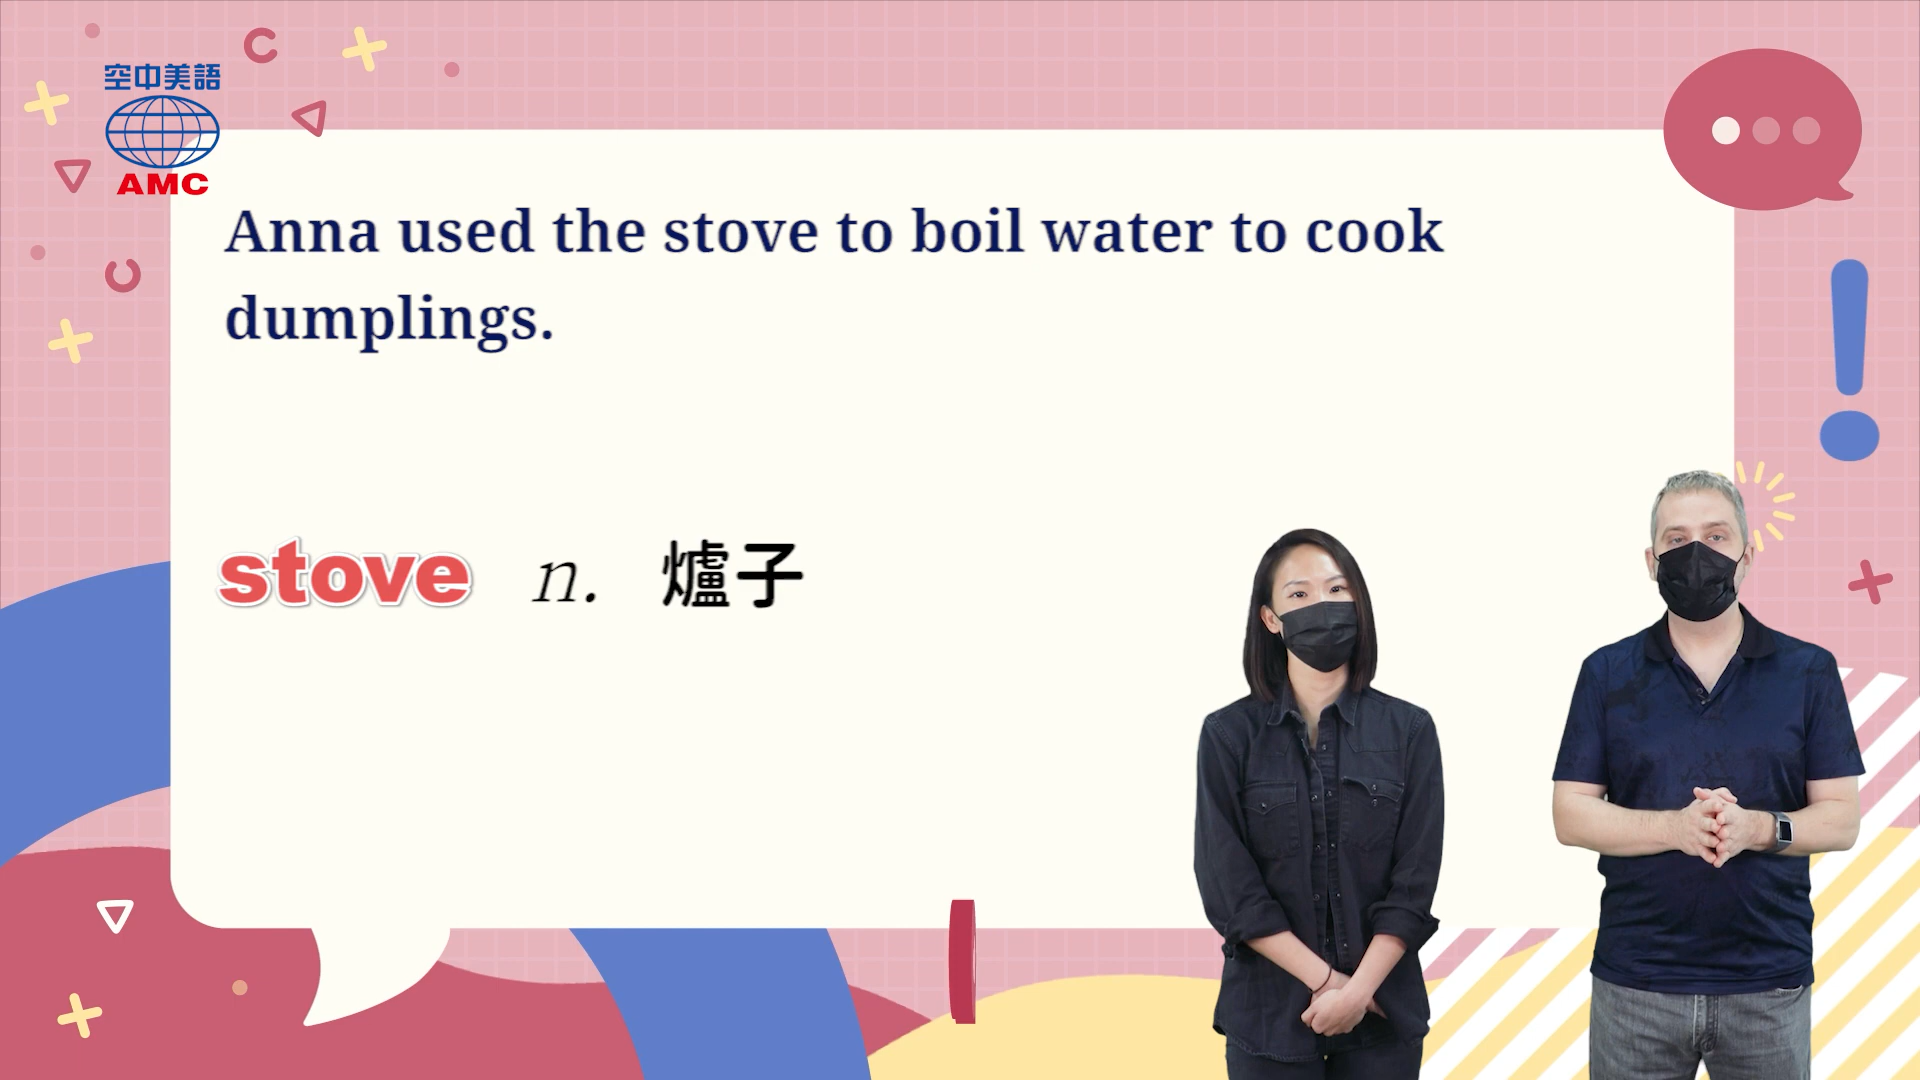 空中美語
AMC
Anna used the stove to boil water to cook
dumplings.
stove n. 爐子